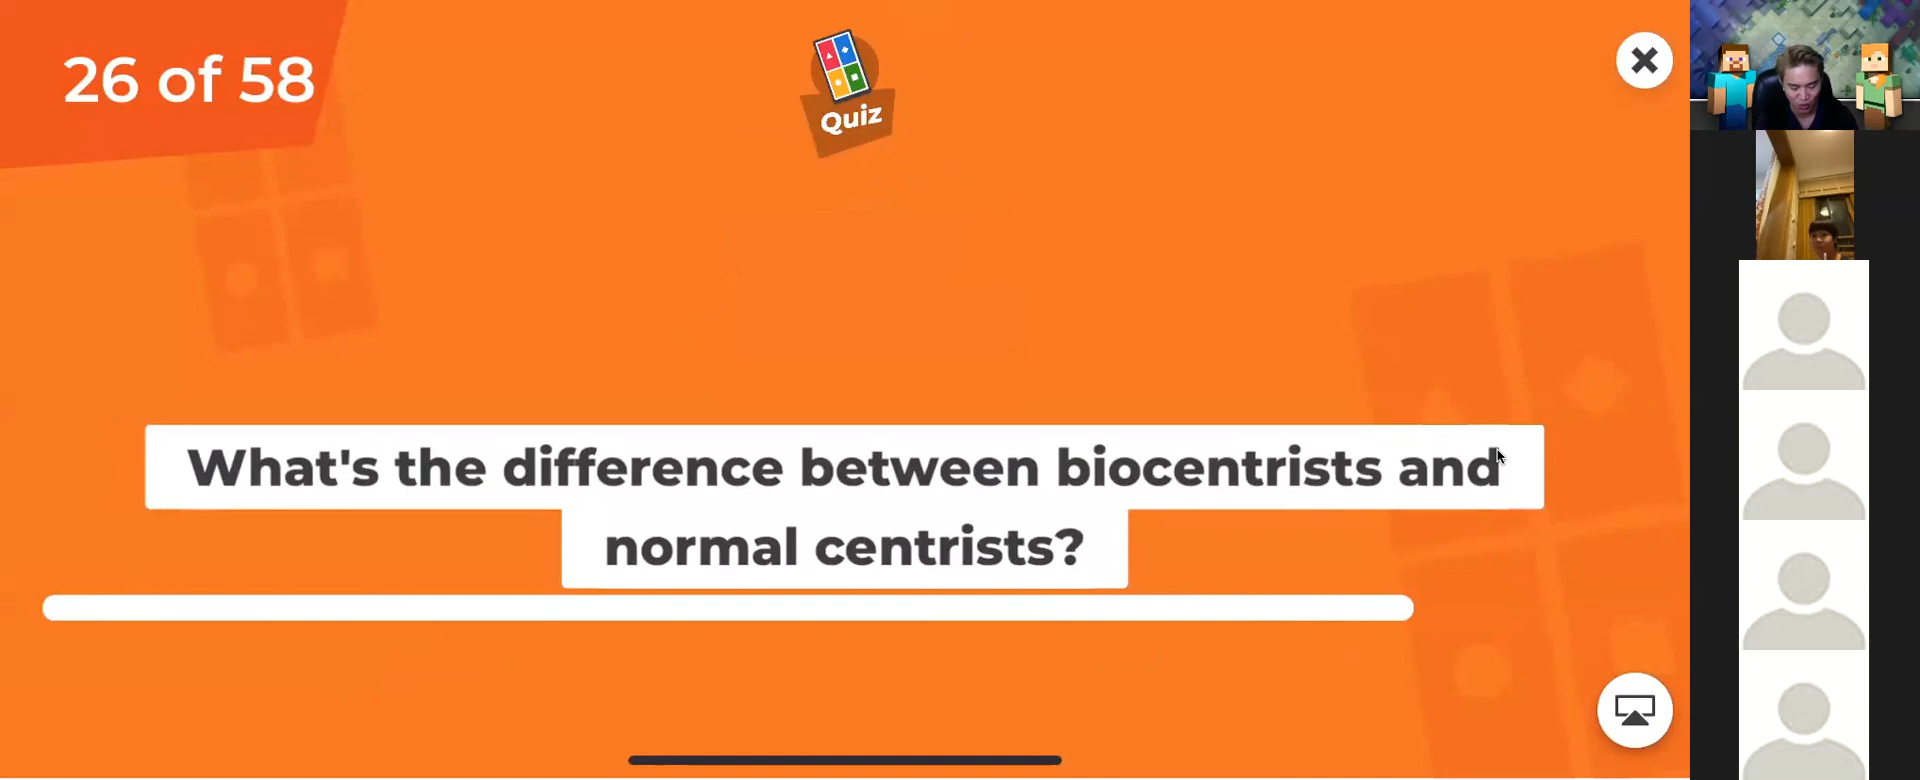 26 of 58
Quiz
What's the difference between biocentrists and
normal centrists?